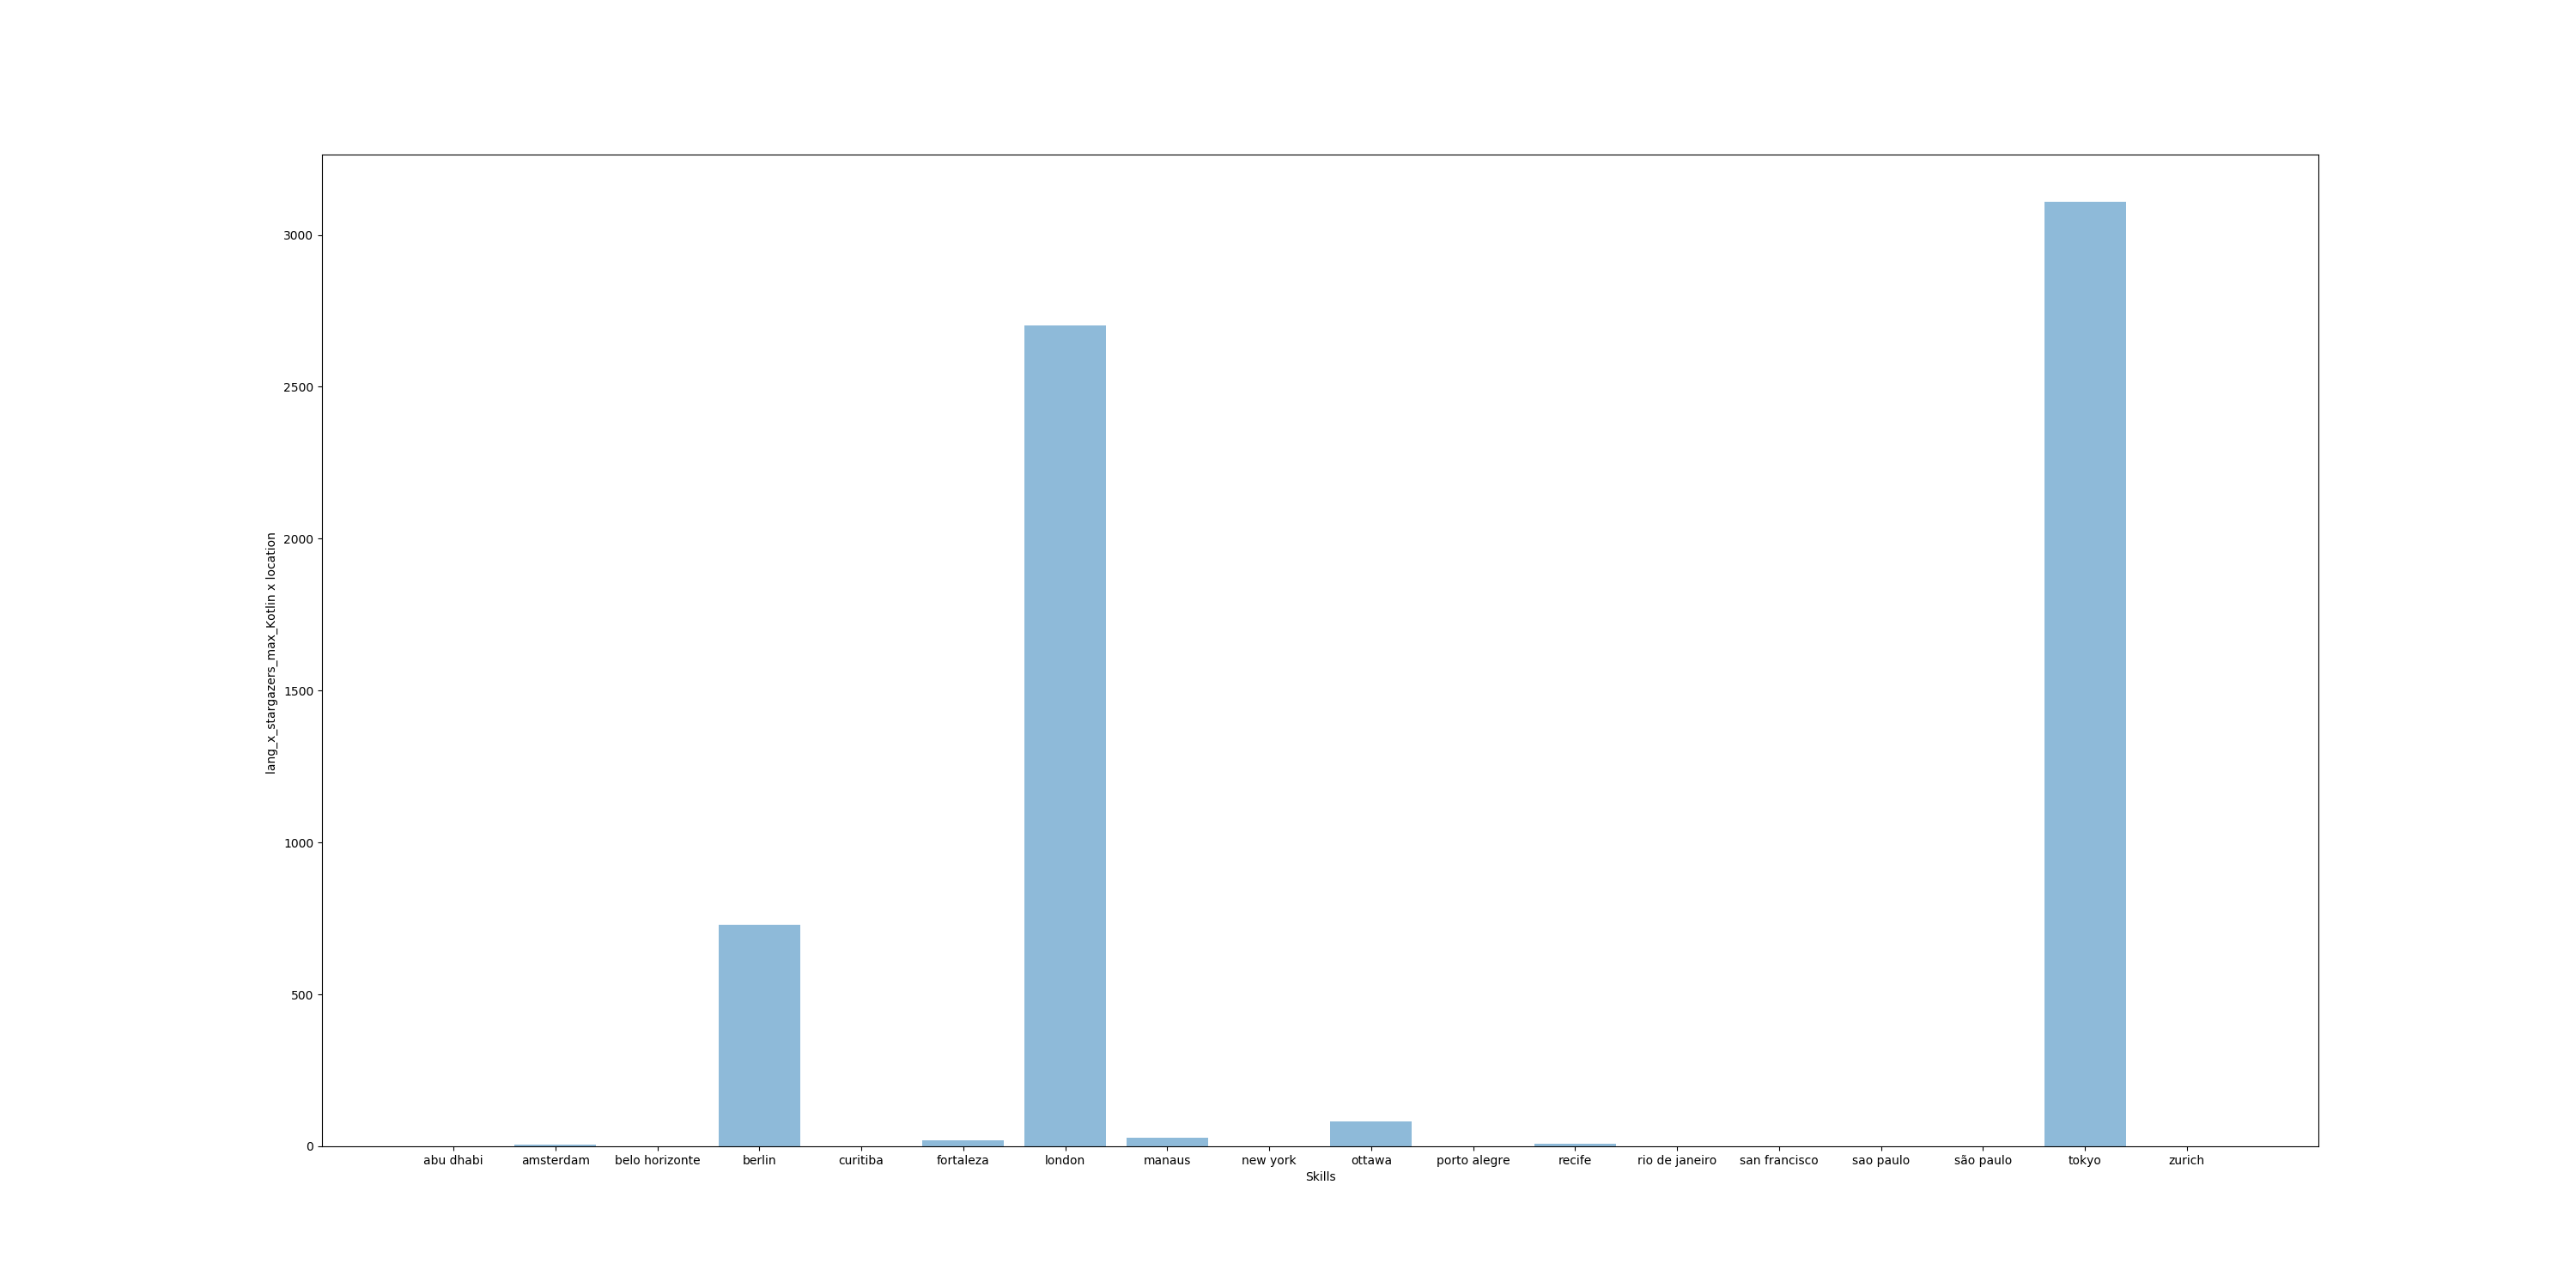 3000
2500
2000
1500
1000
500
0
lang_x_stargazers_max_Kotlin x location
abu dhabi amsterdam belo horizonte berlin curitiba fortaleza london manaus new york ottawa porto alegre recife rio de janeiro san francisco sao paulo são paulo tokyo zurich
Skills